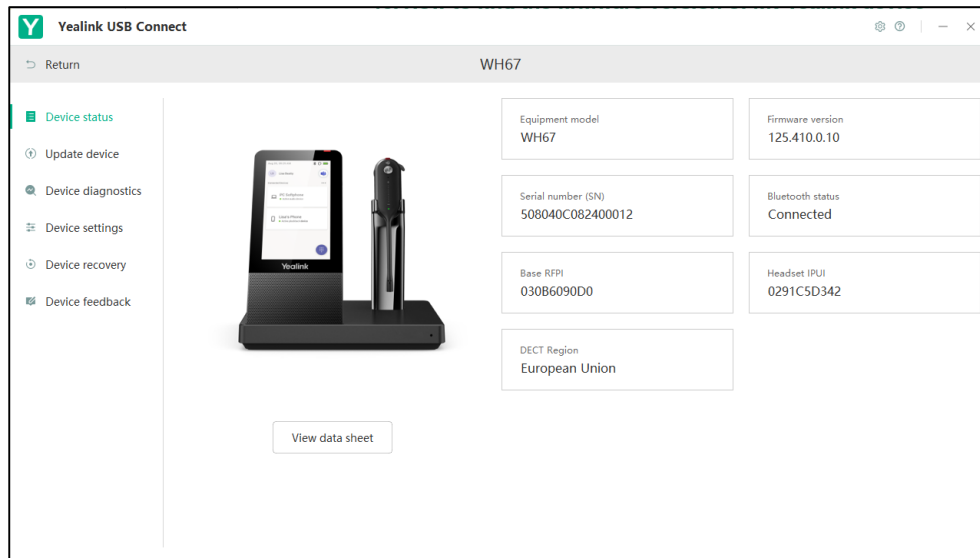 Yealink USB Connect
Return
WH67
Device status
Update device
Device diagnostics
Device settings
Device recovery
Device feedback
Yealink
View data sheet
Equipment model
WH67
Firmware version
125.410.0.10
Serial number (SN)
508040C082400012
Bluetooth status
Connected
Base RFPI
030B6090D0
Headset IPUI
0291C5D342
DECT Region
European Union